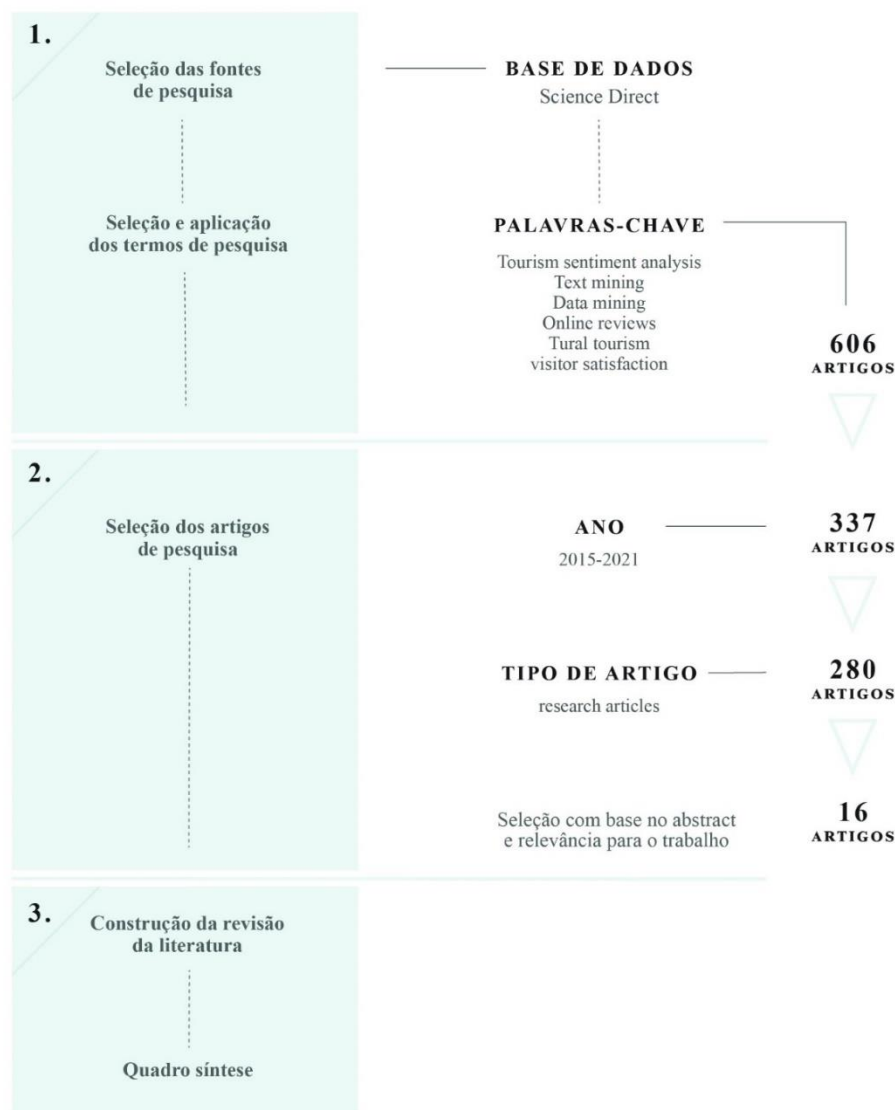 1.
Seleção das fontes
de pesquisa
BASE DE DADOS
Science Direct
Seleção e aplicação
dos termos de pesquisa
PALAVRAS-CHAVE
Tourism sentiment analysis
Text mining
Data mining
Online reviews
Tural tourism
visitor satisfaction
606
ARTIGOS
2.
Seleção dos artigos
de pesquisa
ANO
2015-2021
337
ARTIGOS
TIPO DE ARTIGO
research articles
280
ARTIGOS
Seleção com base no abstract
e relevância para o trabalho
16
ARTIGOS
3.
Construção da revisão
da literatura
Quadro síntese